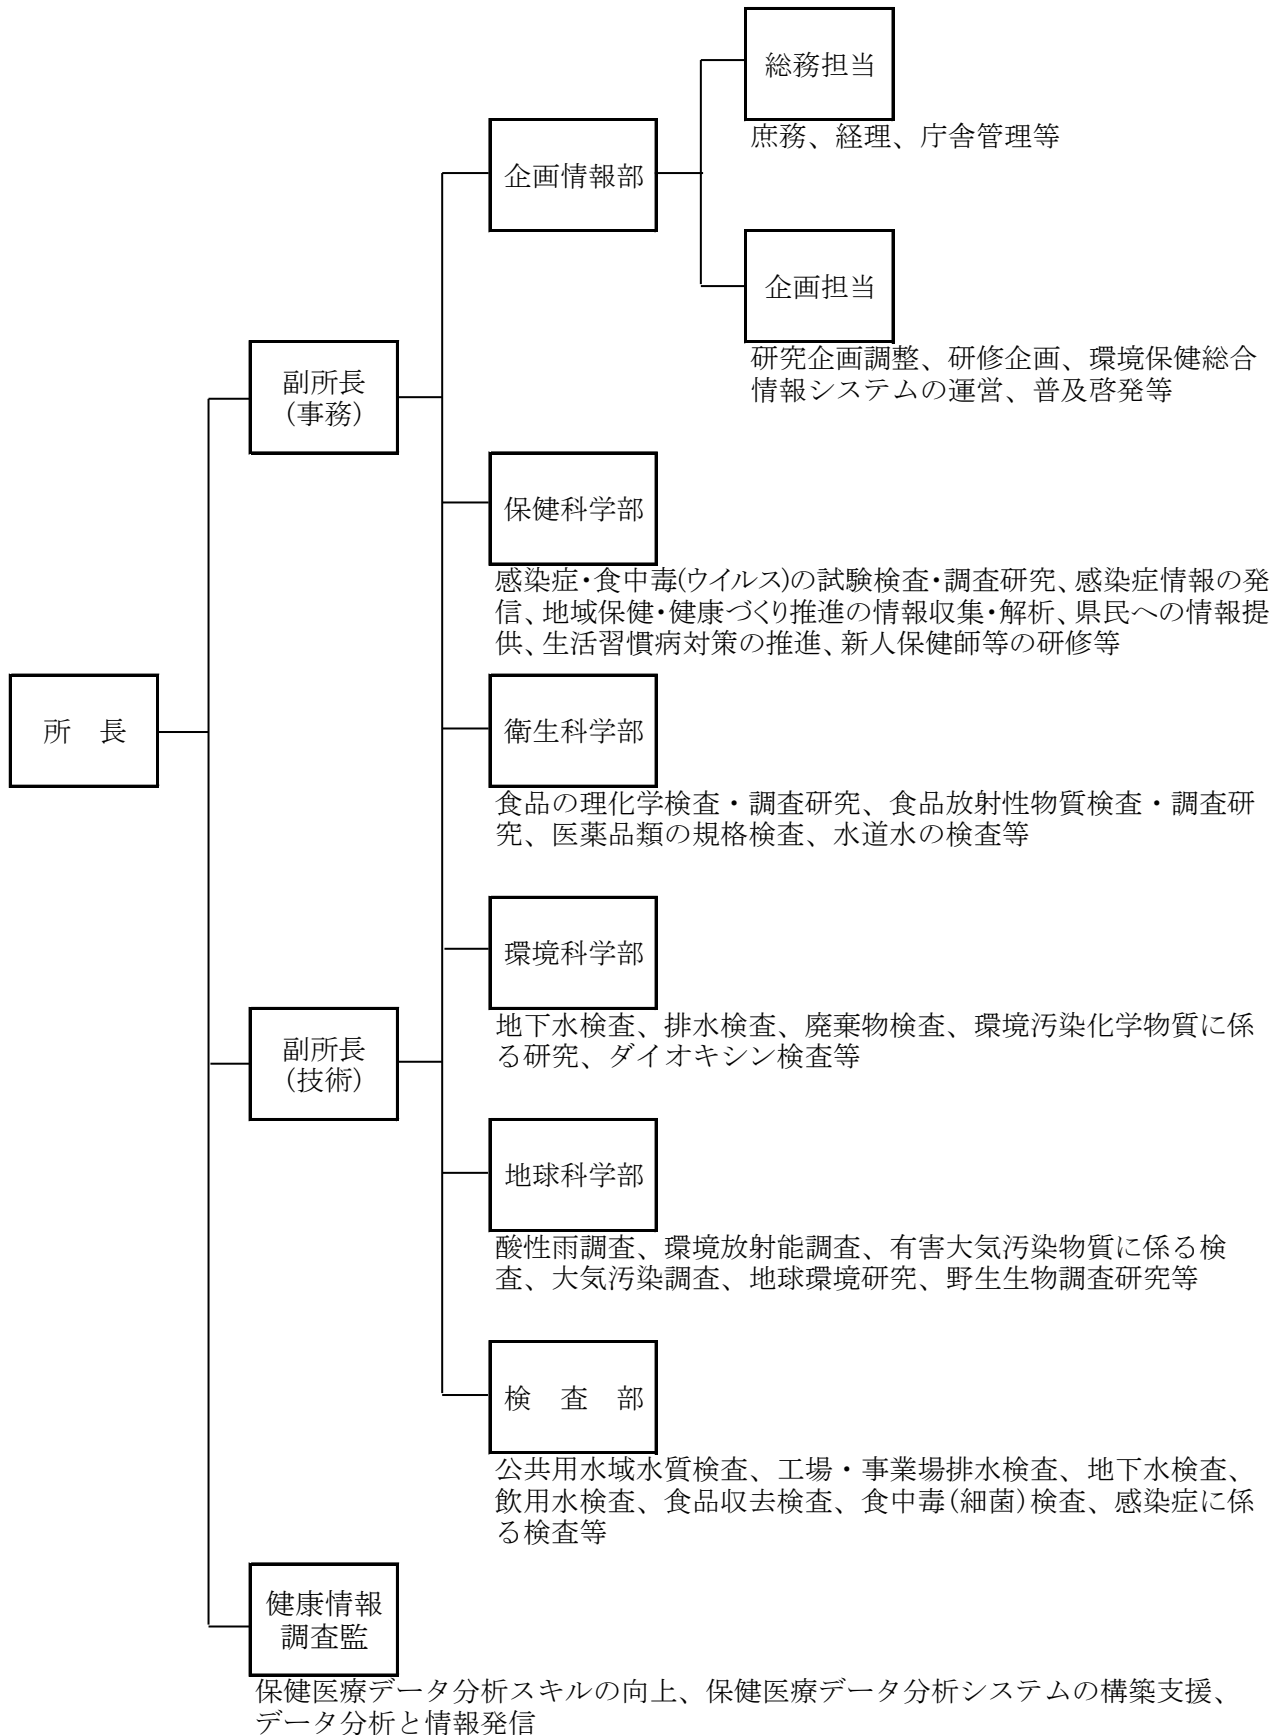 総務担当
庶務、経理、庁舎管理等
企画情報部
企画担当
研究企画調整、研修企画、環境保健総合
情報システムの運営、普及啓発等
副所長
(事務)
保健科学部
感染症・食中毒(ウイルス)の試験検査・調査研究、感染症情報の発
信、地域保健・健康づくり推進の情報収集・解析、県民への情報提
供、生活習慣病対策の推進、新人保健師等の研修等
所　長
衛生科学部
食品の理化学検査・調査研究、食品放射性物質検査・調査研
究、医薬品類の規格検査、水道水の検査等
環境科学部
地下水検査、排水検査、廃棄物検査、環境汚染化学物質に係
る研究、ダイオキシン検査等
副所長
(技術)
地球科学部
酸性雨調査、環境放射能調査、有害大気汚染物質に係る検
査、大気汚染調査、地球環境研究、野生生物調査研究等
検　査　部
公共用水域水質検査、工場・事業場排水検査、地下水検査、
飲用水検査、食品収去検査、食中毒(細菌)検査、感染症に係
る検査等
健康情報
調査監
保健医療データ分析スキルの向上、保健医療データ分析システムの構築支援、
データ分析と情報発信